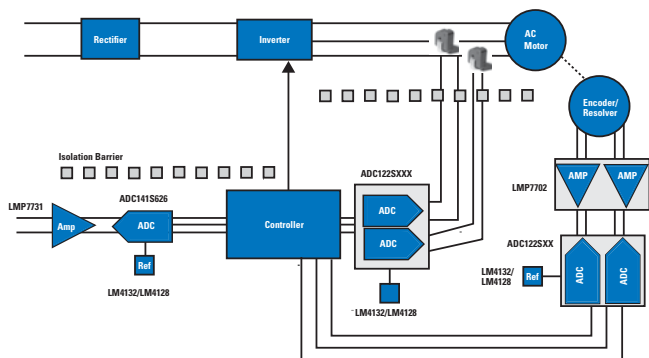 AC
Motor
Rectifier
Inverter
Encoder/
Resolver
Isolation Barrier
ADC122SXXX
AMP
AMP
LMP7702
ADC141S626
LMP7731
ADC
Amp
ADC
Controller
ADC
ADC122SXX
ADC
ADC
Ref
LM4132/
LM4128
Ref
LM4132/LM4128
LM4132/LM4128